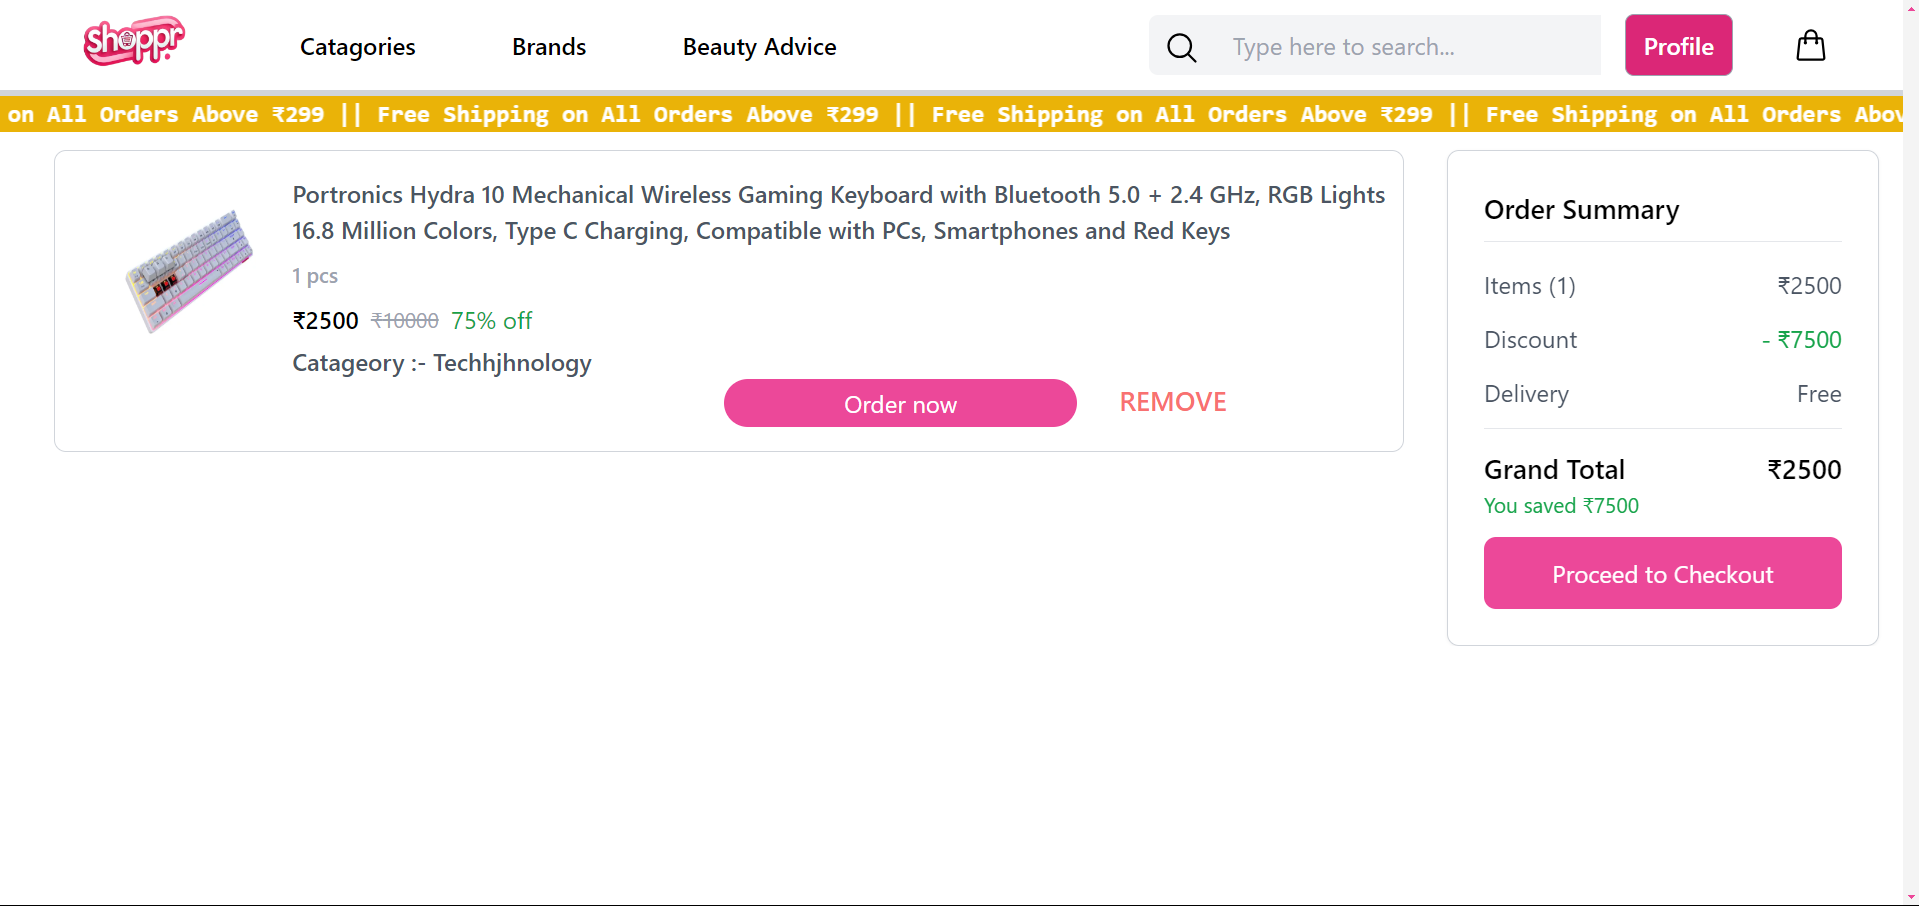 Shoppr
Catagories
Brands
Beauty Advice
Type here to search...
Profile
on All Orders Above ₹299 || Free Shipping on All Orders Above ₹299 || Free Shipping on All Orders Above ₹299 || Free Shipping on All Orders Abov
Portronics Hydra 10 Mechanical Wireless Gaming Keyboard with Bluetooth 5.0 + 2.4 GHz, RGB Lights
16.8 Million Colors, Type C Charging, Compatible with PCs, Smartphones and Red Keys
1 pcs
₹2500 ₹10000 75% off
Catageory :- Techhjhnology
Order now
REMOVE
Order Summary
Items (1) ₹2500
Discount - ₹7500
Delivery Free
Grand Total ₹2500
You saved ₹7500
Proceed to Checkout